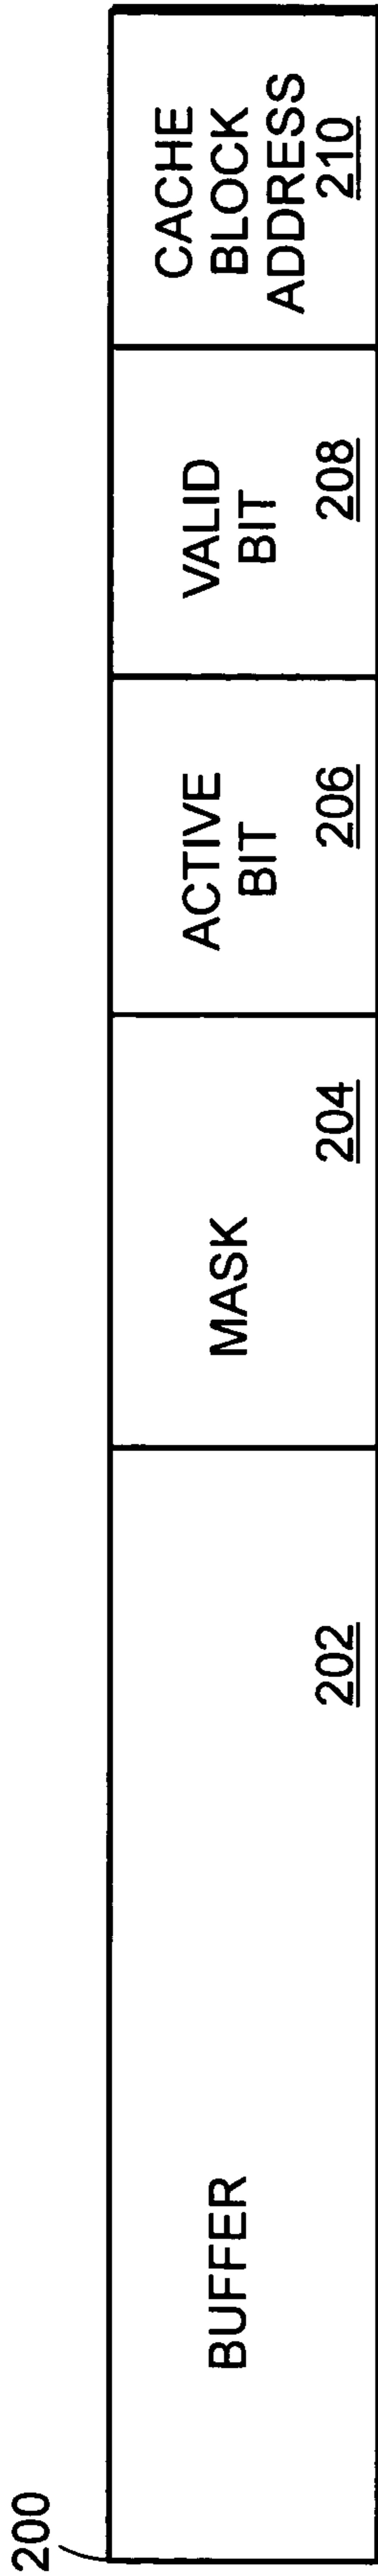 200
BUFFER
202
MASK
204
ACTIVE
BIT
206
VALID
BIT
208
CACHE
BLOCK
ADDRESS
210